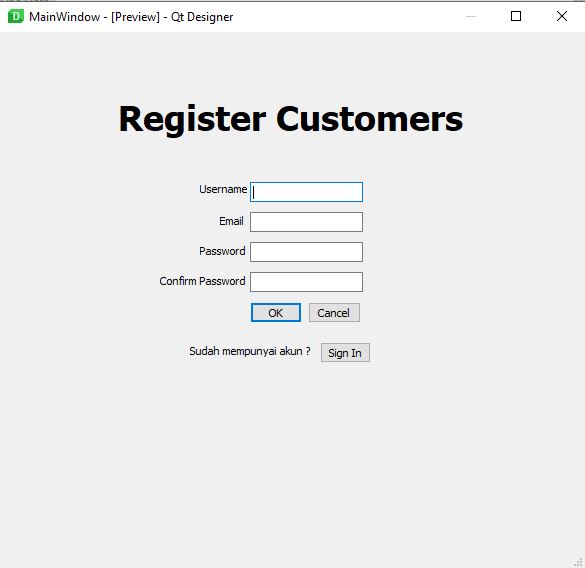 MainWindow - [Preview] - Qt Designer
Register Customers
Username
Email
Password
Confirm Password
OK Cancel
Sudah mempunyai akun ? Sign In